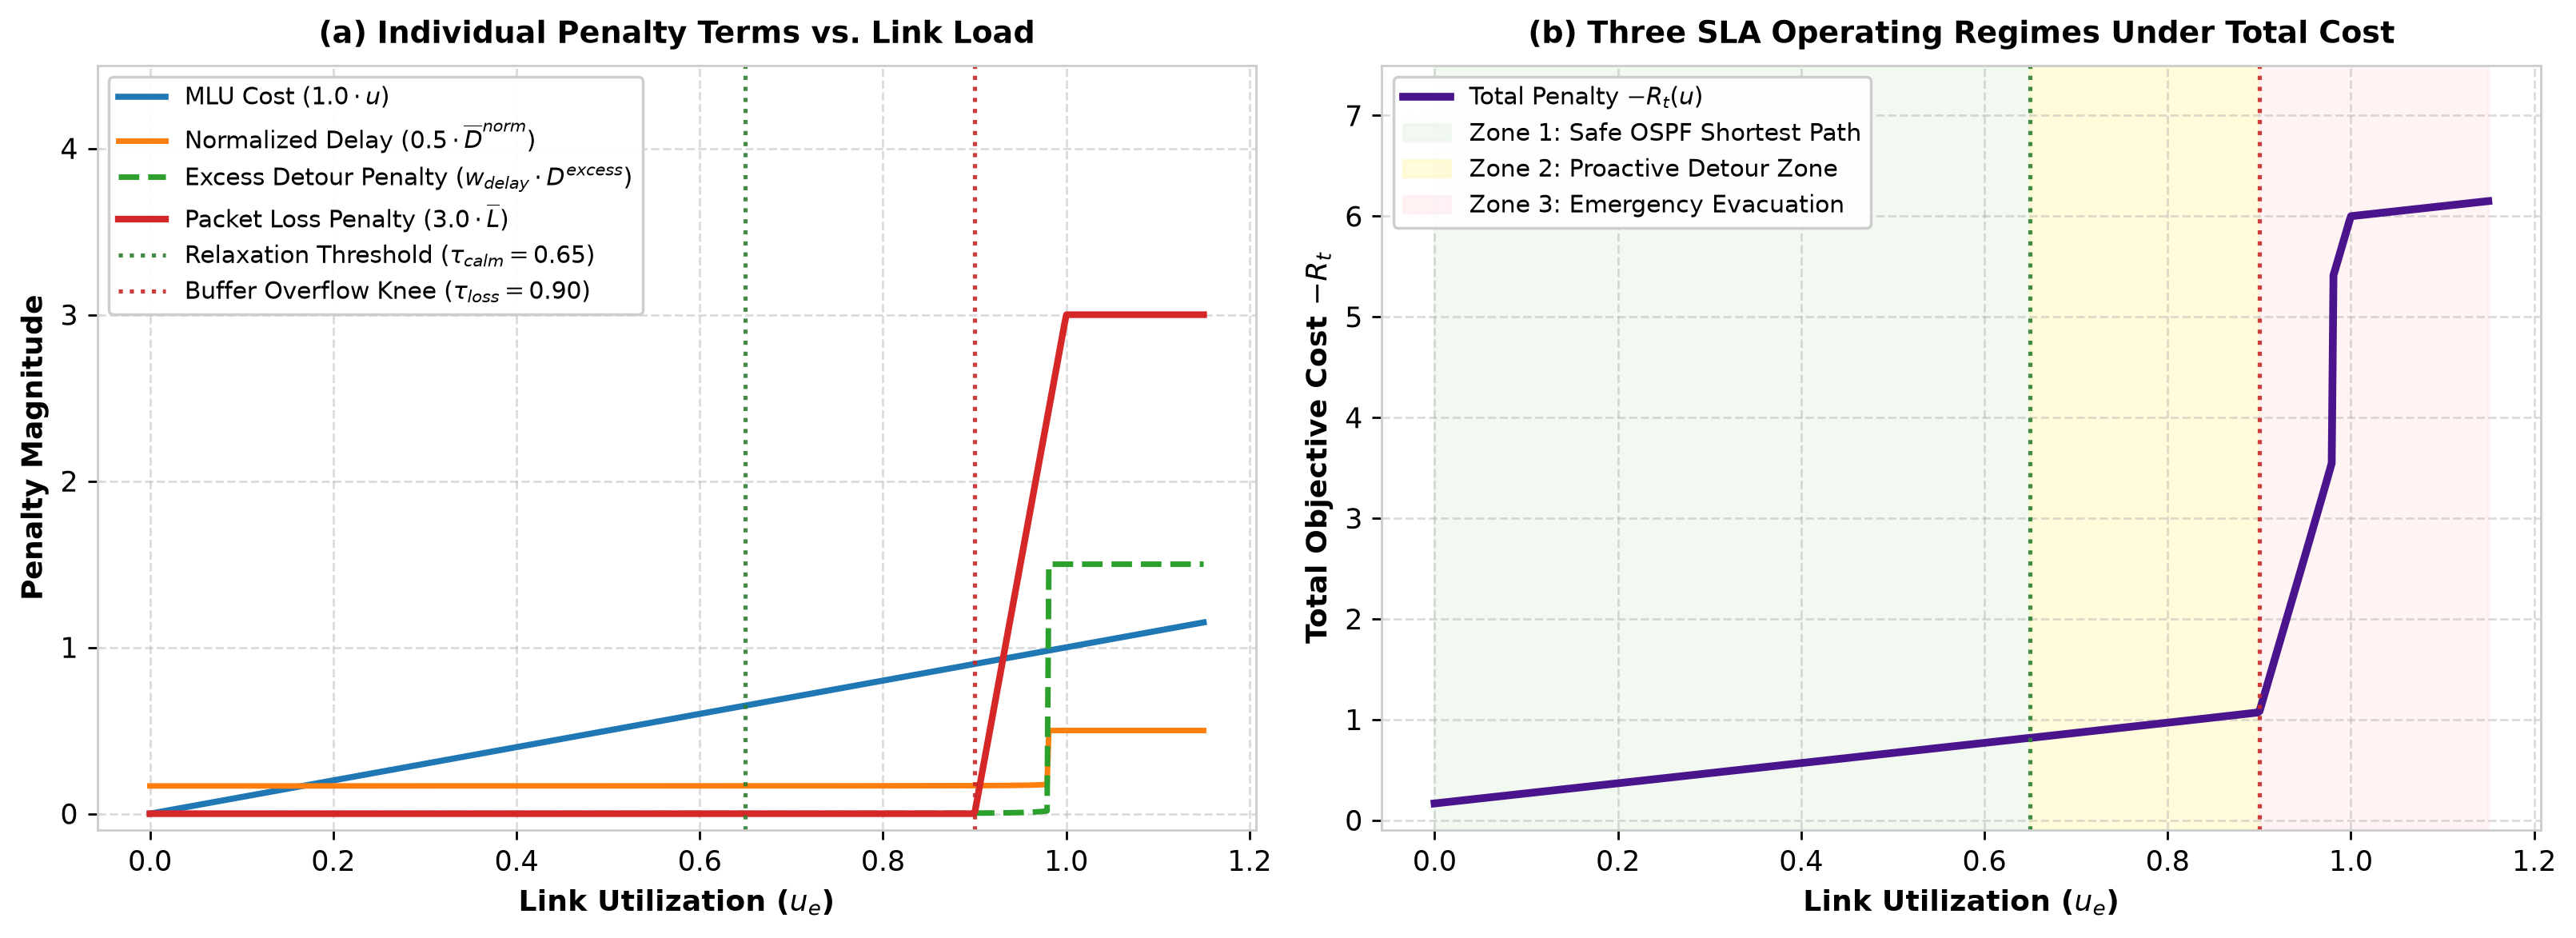 (a) Individual Penalty Terms vs. Link Load
MLU Cost (1.0 · u)
Normalized Delay (0.5 · D̅^norm)
Excess Detour Penalty (w_delay · D^excess)
Packet Loss Penalty (3.0 · L̅)
Relaxation Threshold (τ_calm = 0.65)
Buffer Overflow Knee (τ_loss = 0.90)
Penalty Magnitude
4
3
2
1
0
0.0 0.2 0.4 0.6 0.8 1.0 1.2
Link Utilization (u_e)
(b) Three SLA Operating Regimes Under Total Cost
Total Penalty −R_t(u)
Zone 1: Safe OSPF Shortest Path
Zone 2: Proactive Detour Zone
Zone 3: Emergency Evacuation
Total Objective Cost −R_t
7
6
5
4
3
2
1
0
0.0 0.2 0.4 0.6 0.8 1.0 1.2
Link Utilization (u_e)